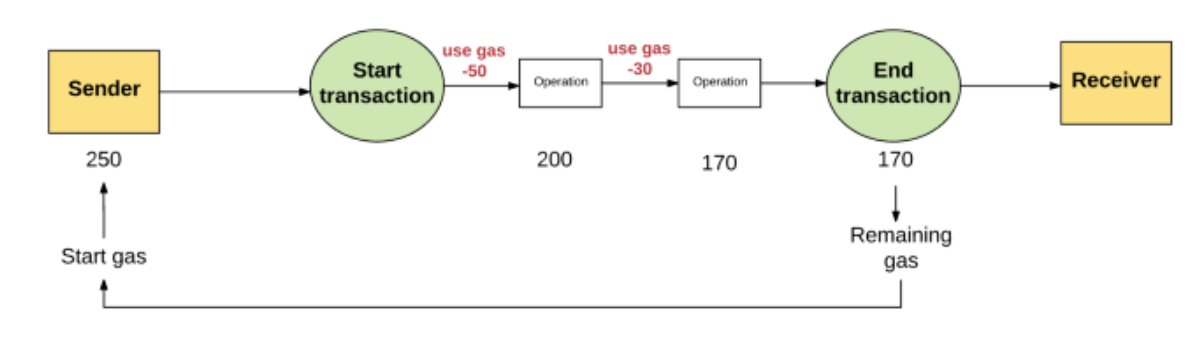 Sender
Start
transaction
use gas
-50
Operation
use gas
-30
Operation
End
transaction
Receiver
250
200
170
170
Start gas
Remaining
gas